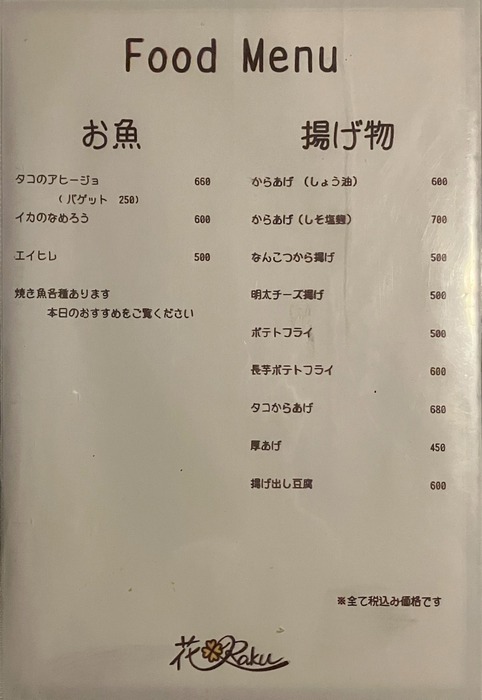 Food Menu
お魚
タコのアヒージョ 660
(バゲット 250)
イカのなめろう 600
エイヒレ 500
焼き魚各種あります
本日のおすすめをご覧ください
揚げ物
からあげ (しょう油) 600
からあげ(しそ塩麹) 700
なんこつから揚げ 500
明太チーズ揚げ 500
ポテトフライ 500
長芋ポテトフライ 600
タコからあげ 680
厚あげ 450
揚げ出し豆腐 600
※全て税込み価格です
花Raku